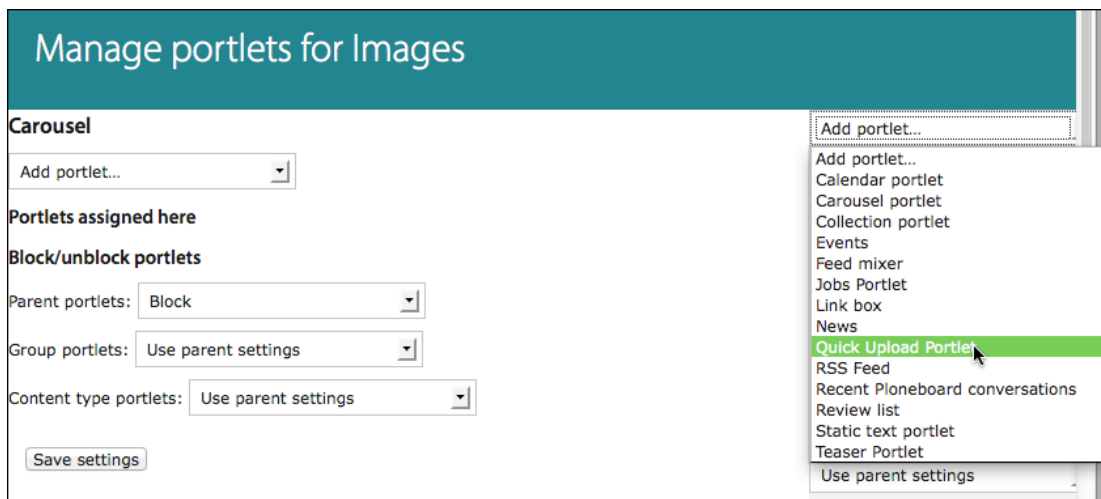 Manage portlets for Images
Carousel
Add portlet...
Portlets assigned here
Block/unblock portlets
Parent portlets: Block
Group portlets: Use parent settings
Content type portlets: Use parent settings
Save settings
Add portlet...
Add portlet...
Calendar portlet
Carousel portlet
Collection portlet
Events
Feed mixer
Jobs Portlet
Link box
News
Quick Upload Portlet
RSS Feed
Recent Ploneboard conversations
Review list
Static text portlet
Teaser Portlet
Use parent settings